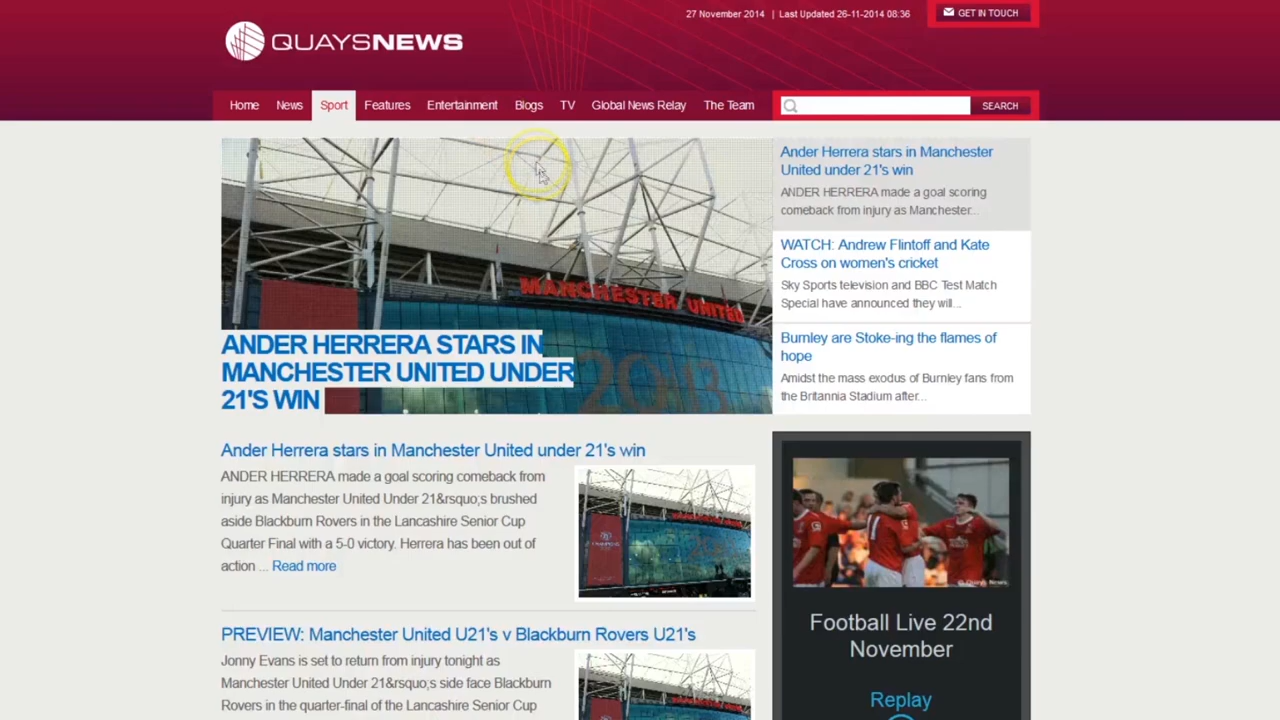 27 November 2014 | Last Updated 26-11-2014 08:36
GET IN TOUCH
QUAYSNEWS
Home News Sport Features Entertainment Blogs TV Global News Relay The Team
SEARCH
MANCHESTER UNITED
2013
ANDER HERRERA STARS IN
MANCHESTER UNITED UNDER
21'S WIN
Ander Herrera stars in Manchester
United under 21's win
ANDER HERRERA made a goal scoring
comeback from injury as Manchester...
WATCH: Andrew Flintoff and Kate
Cross on women's cricket
Sky Sports television and BBC Test Match
Special have announced they will...
Burnley are Stoke-ing the flames of
hope
Amidst the mass exodus of Burnley fans from
the Britannia Stadium after...
Ander Herrera stars in Manchester United under 21's win
ANDER HERRERA made a goal scoring comeback from
injury as Manchester United Under 21&rsquo;s brushed
aside Blackburn Rovers in the Lancashire Senior Cup
Quarter Final with a 5-0 victory. Herrera has been out of
action ... Read more
PREVIEW: Manchester United U21's v Blackburn Rovers U21's
Jonny Evans is set to return from injury tonight as
Manchester United Under 21&rsquo;s side face Blackburn
Rovers in the quarter-final of the Lancashire Senior Cup
11
© Quays News
Football Live 22nd
November
Replay